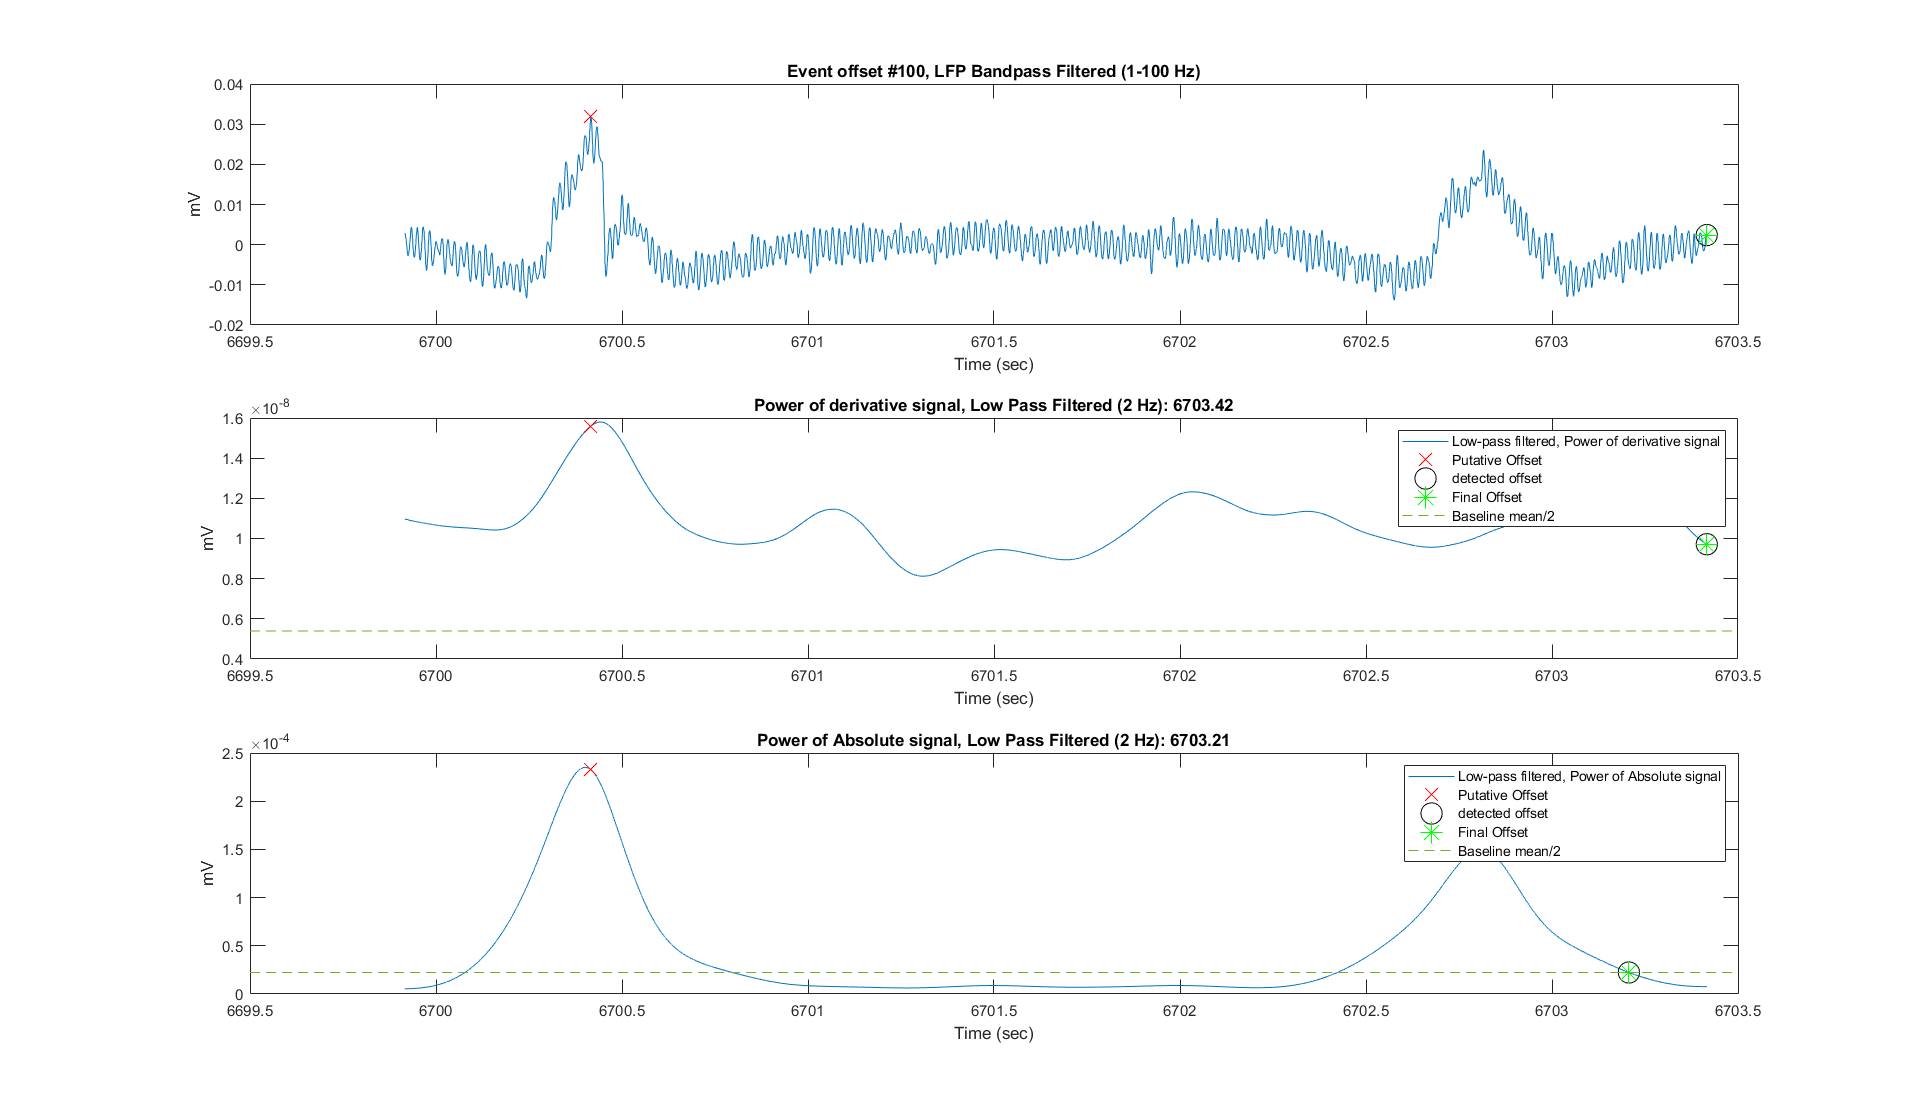 Event offset #100, LFP Bandpass Filtered (1-100 Hz)
0.04
0.03
0.02
0.01
0
-0.01
-0.02
mV
6699.5 6700 6700.5 6701 6701.5 6702 6702.5 6703 6703.5
Time (sec)
Power of derivative signal, Low Pass Filtered (2 Hz): 6703.42
×10-8
1.6
1.4
1.2
1
0.8
0.6
0.4
mV
Low-pass filtered, Power of derivative signal
Putative Offset
detected offset
Final Offset
Baseline mean/2
6699.5 6700 6700.5 6701 6701.5 6702 6702.5 6703 6703.5
Time (sec)
Power of Absolute signal, Low Pass Filtered (2 Hz): 6703.21
×10-4
2.5
2
1.5
1
0.5
0
mV
Low-pass filtered, Power of Absolute signal
Putative Offset
detected offset
Final Offset
Baseline mean/2
6699.5 6700 6700.5 6701 6701.5 6702 6702.5 6703 6703.5
Time (sec)